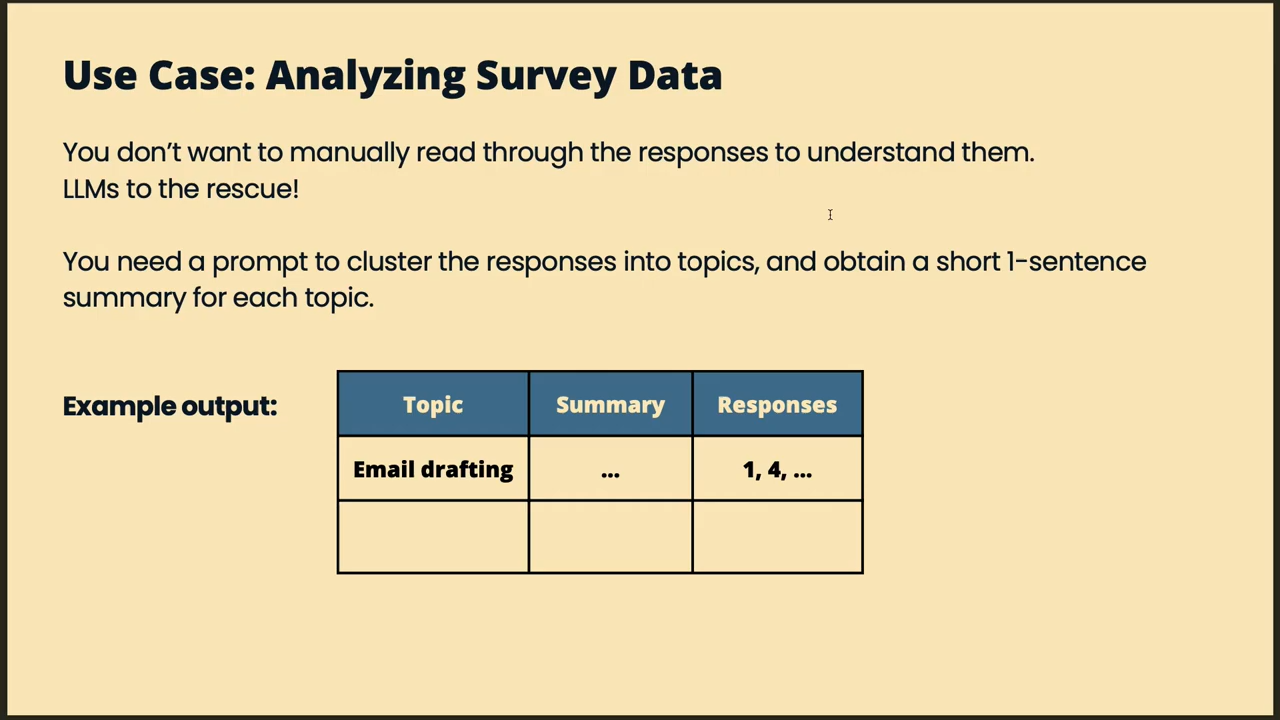 Use Case: Analyzing Survey Data
You don’t want to manually read through the responses to understand them.
LLMs to the rescue!
You need a prompt to cluster the responses into topics, and obtain a short 1-sentence
summary for each topic.
Example output:
Topic Summary Responses
Email drafting ... 1, 4, ...